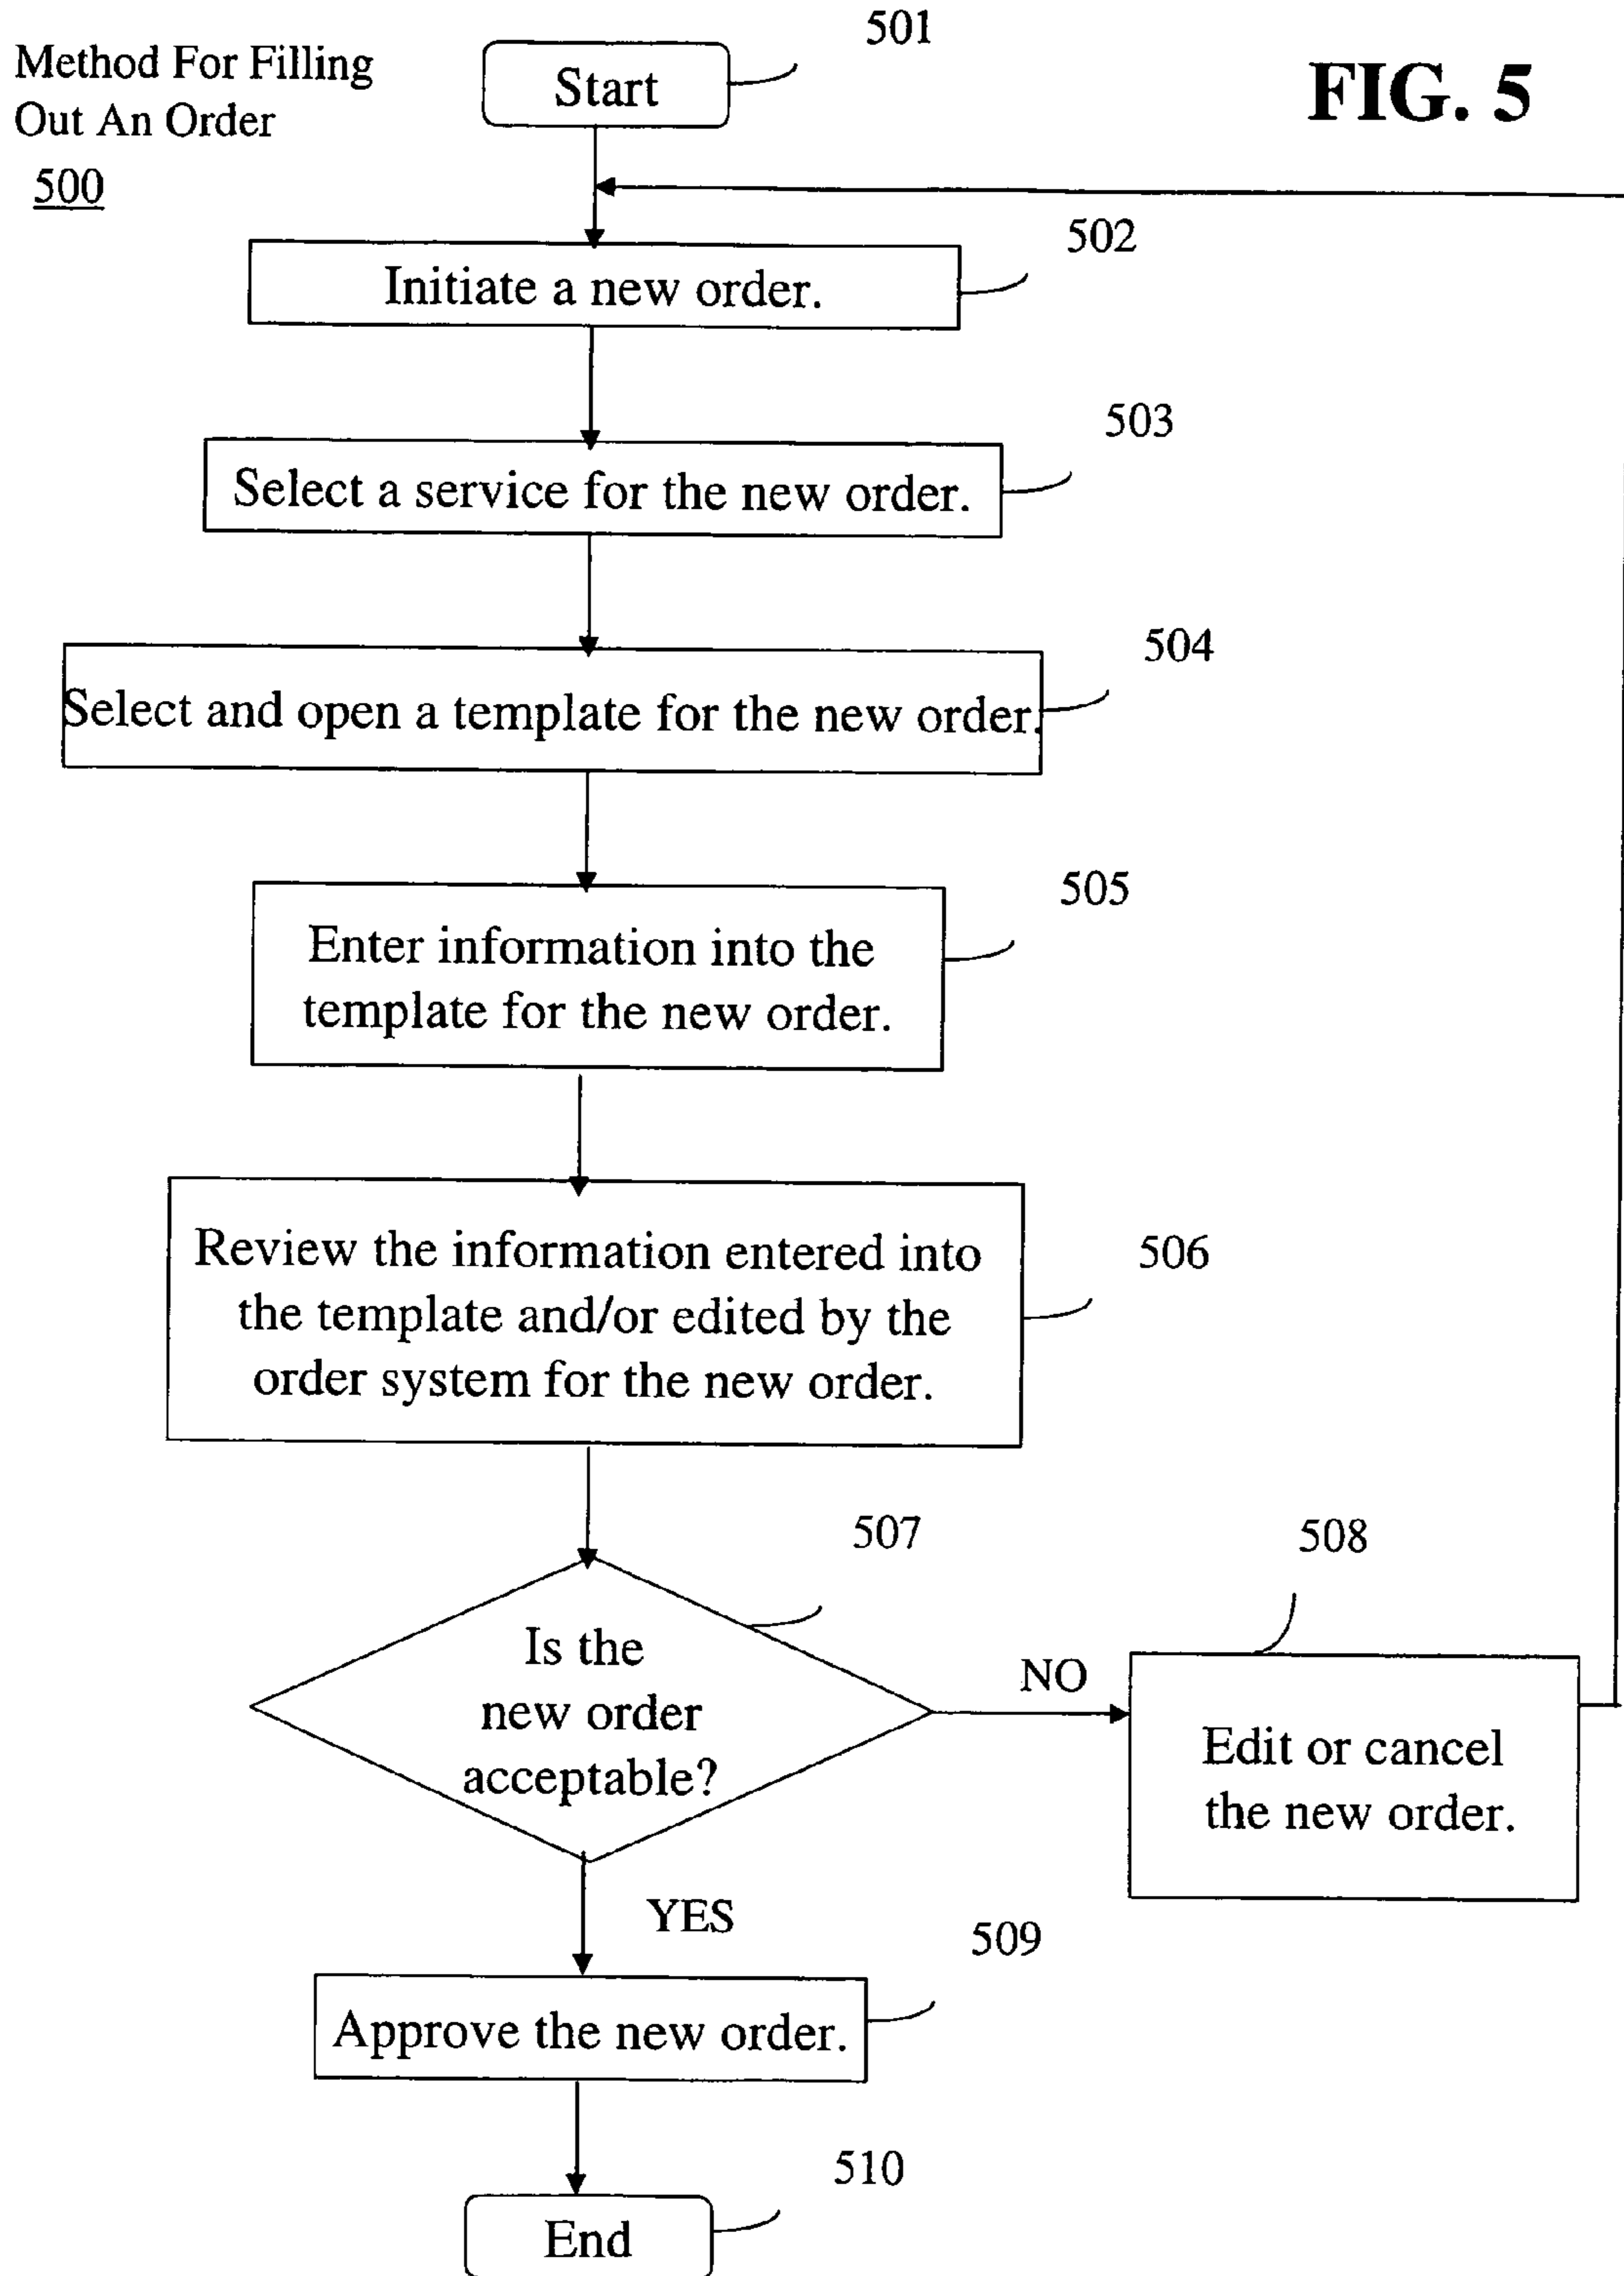 Method For Filling
Out An Order
500
501
Start
FIG. 5
502
Initiate a new order.
503
Select a service for the new order.
504
Select and open a template for the new order.
505
Enter information into the
template for the new order.
506
Review the information entered into
the template and/or edited by the
order system for the new order.
507
Is the
new order
acceptable?
NO
508
Edit or cancel
the new order.
YES
509
Approve the new order.
510
End